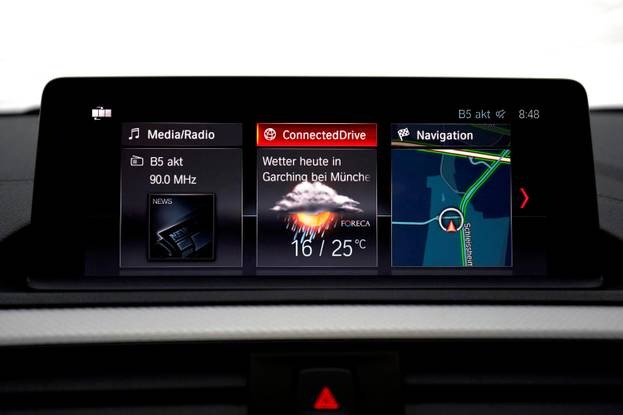 B5 akt 8:48
Media/Radio
B5 akt
90.0 MHz
NEWS
ConnectedDrive
Wetter heute in
Garching bei Münche
FORECA
16 / 25°C
Navigation
Schleissheim